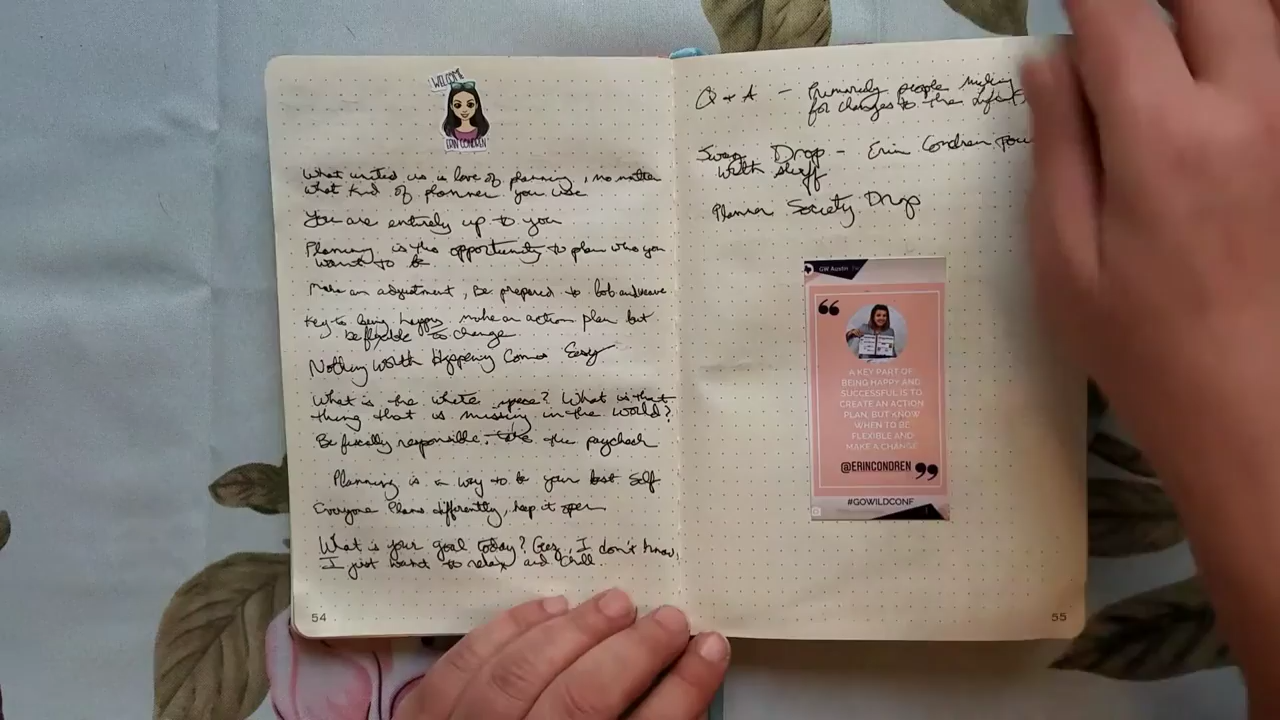 WELCOME
ERIN CONDREN
What united us is love of planning, no matter
what kind of planner you use
You are entirely up to you
Planning is the opportunity to plan who you
want to be
Make an adjustment, Be prepared to bob and weave
Key to being happy, make an action plan but
be flexible to change
Nothing worth Happening Comes Easy
What is the white space? What is that
thing that is missing in the world?
Be fiscally responsible, take the paycheck
Planning is a way to be your best self
Everyone Plans differently, keep it open
What is your goal today? Geez, I don't know,
I just want to relax and chill.
54
Q + A - Primarily people
for changes to the
Swag Drop - Erin Condren
with stuff
Planner Society Drop
GW Austin
“
A KEY PART OF
BEING HAPPY AND
SUCCESSFUL IS TO
CREATE AN ACTION
PLAN, BUT KNOW
WHEN TO BE
FLEXIBLE AND
MAKE A CHANGE
@ERINCONDREN ”
#GOWILDCONF
55